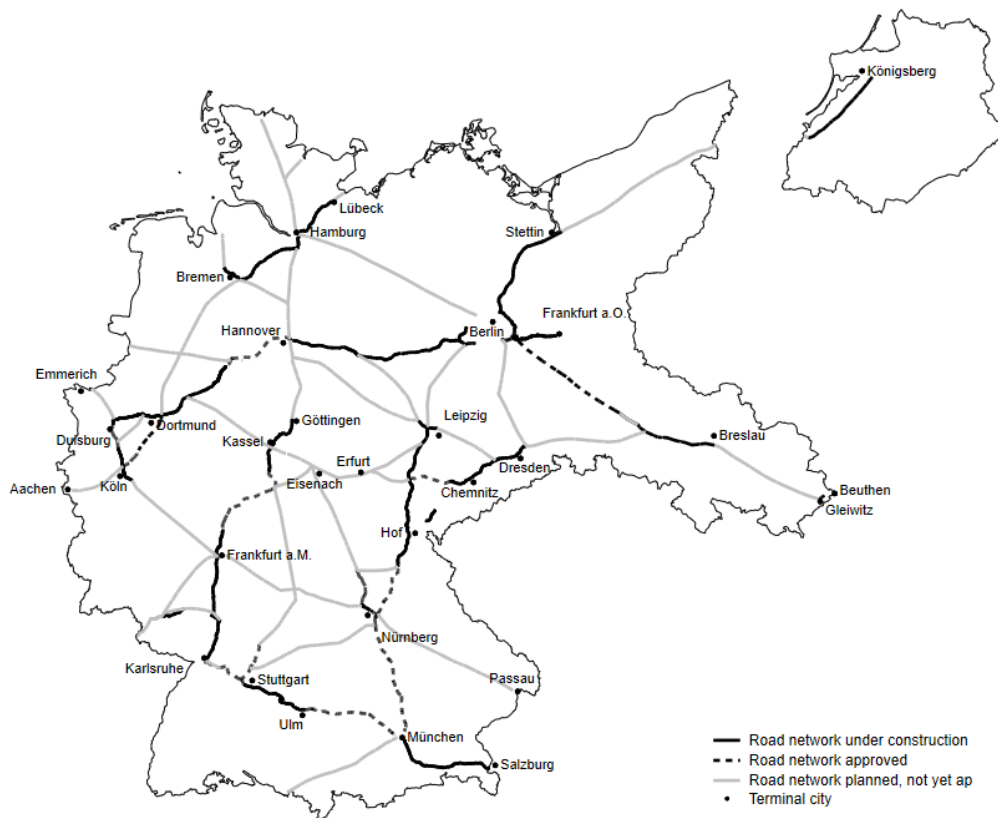 Königsberg
Lübeck
Hamburg
Stettin
Bremen
Frankfurt a.O.
Hannover
Berlin
Emmerich
Göttingen
Leipzig
Duisburg
Dortmund
Kassel
Breslau
Erfurt
Dresden
Aachen
Köln
Eisenach
Chemnitz
Beuthen
Gleiwitz
Hof
Frankfurt a.M.
Nürnberg
Karlsruhe
Stuttgart
Passau
Ulm
München
Salzburg
Road network under construction
Road network approved
Road network planned, not yet ap
Terminal city